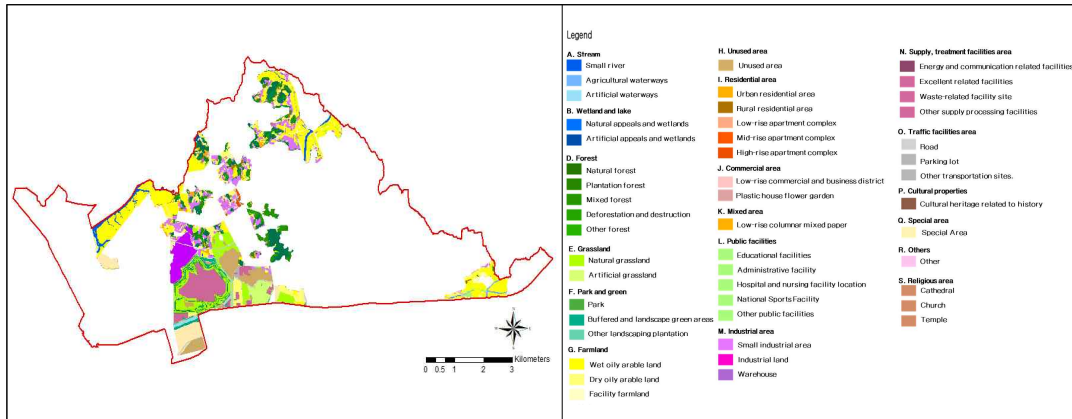 Legend
A. Stream
Small river
Agricultural waterways
Artificial waterways
B. Wetland and lake
Natural appeals and wetlands
Artificial appeals and wetlands
D. Forest
Natural forest
Plantation forest
Mixed forest
Deforestation and destruction
Other forest
E. Grassland
Natural grassland
Artificial grassland
F. Park and green
Park
Buffered and landscape green areas
Other landscaping plantation
G. Farmland
Wet oily arable land
Dry oily arable land
Facility farmland
H. Unused area
Unused area
I. Residential area
Urban residential area
Rural residential area
Low-rise apartment complex
Mid-rise apartment complex
High-rise apartment complex
J. Commercial area
Low-rise commercial and business district
Plastic house flower garden
K. Mixed area
Low-rise columnar mixed paper
L. Public facilities
Educational facilities
Administrative facility
Hospital and nursing facility location
National Sports Facility
Other public facilities
M. Industrial area
Small industrial area
Industrial land
Warehouse
N. Supply, treatment facilities area
Energy and communication related facilities
Excellent related facilities
Waste-related facility site
Other supply processing facilities
O. Traffic facilities area
Road
Parking lot
Other transportation sites.
P. Cultural properties
Cultural heritage related to history
Q. Special area
Special Area
R. Others
Other
S. Religious area
Cathedral
Church
Temple
Kilometers
0 0.5 1 2 3